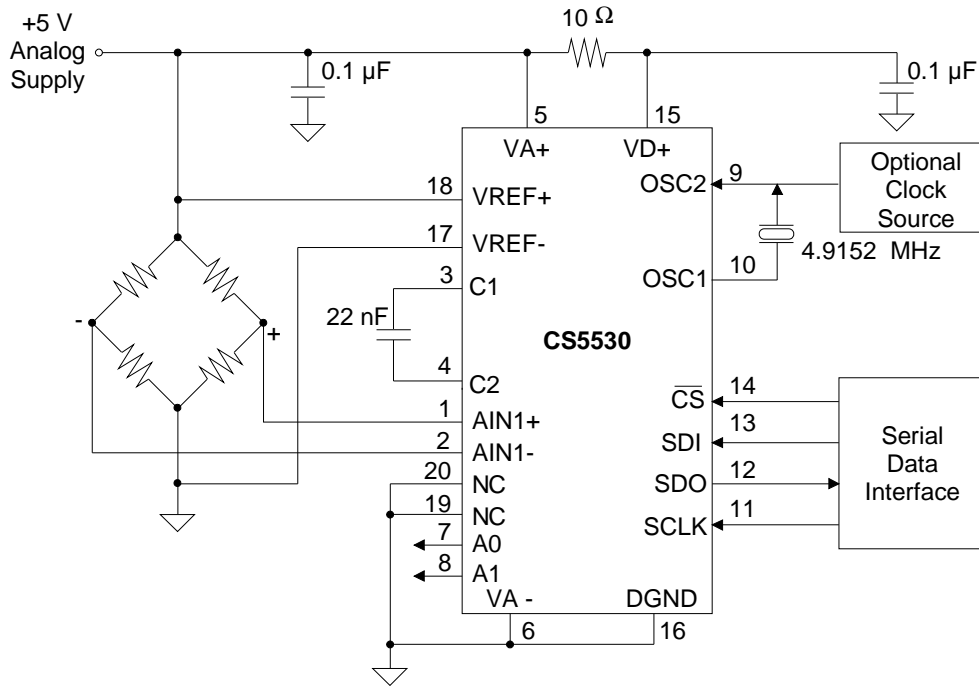 +5 V
Analog
Supply
10 Ω
0.1 µF
0.1 µF
5
15
VA+
VD+
18
VREF+
17
VREF-
3
C1
22 nF
4
C2
1
AIN1+
2
AIN1-
20
NC
19
NC
7
A0
8
A1
VA -
6
DGND
16
CS5530
OSC2
9
Optional
Clock
Source
4.9152 MHz
10
OSC1
CS
14
SDI
13
SDO
12
SCLK
11
Serial
Data
Interface
-
+